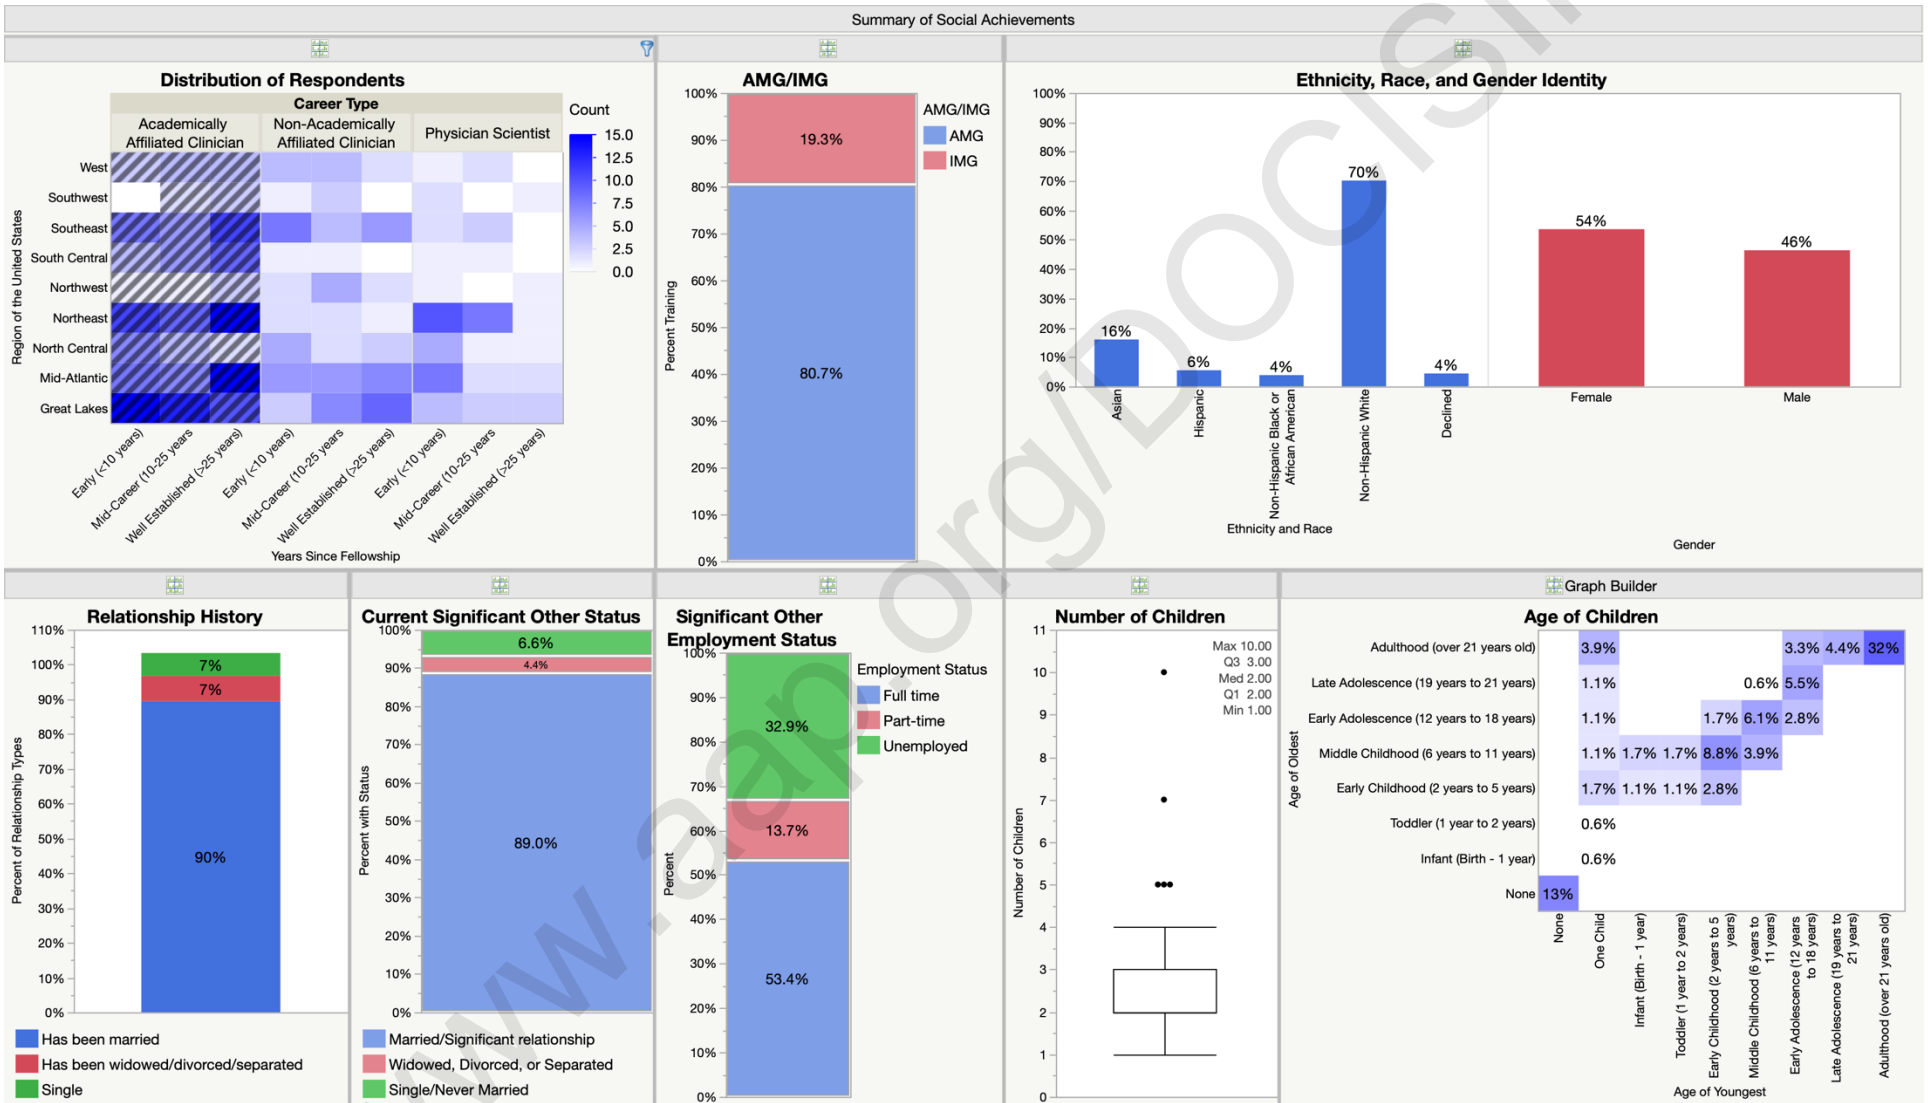 Summary of Social Achievements
Distribution of Respondents
Career Type
Academically
Affiliated Clinician
Non-Academically
Affiliated Clinician
Physician Scientist
Count
15.0
12.5
10.0
7.5
5.0
2.5
0.0
Region of the United States
West
Southwest
Southeast
South Central
Northwest
Northeast
North Central
Mid-Atlantic
Great Lakes
Early (<10 years)
Mid-Career (10-25 years
Well Established (>25 years)
Early (<10 years)
Mid-Career (10-25 years
Well Established (>25 years)
Early (<10 years)
Mid-Career (10-25 years
Well Established (>25 years)
Years Since Fellowship
AMG/IMG
Percent Training
100%
90%
80%
70%
60%
50%
40%
30%
20%
10%
0%
19.3%
80.7%
AMG/IMG
AMG
IMG
Ethnicity, Race, and Gender Identity
100%
90%
80%
70%
60%
50%
40%
30%
20%
10%
0%
16%
6%
4%
70%
4%
54%
46%
Asian
Hispanic
Non-Hispanic Black or
African American
Non-Hispanic White
Declined
Female
Male
Ethnicity and Race
Gender
Relationship History
Percent of Relationship Types
110%
100%
90%
80%
70%
60%
50%
40%
30%
20%
10%
0%
7%
7%
90%
Has been married
Has been widowed/divorced/separated
Single
Current Significant Other Status
Percent with Status
100%
90%
80%
70%
60%
50%
40%
30%
20%
10%
0%
6.6%
4.4%
89.0%
Married/Significant relationship
Widowed, Divorced, or Separated
Single/Never Married
Significant Other
Employment Status
Percent
100%
90%
80%
70%
60%
50%
40%
30%
20%
10%
0%
32.9%
13.7%
53.4%
Employment Status
Full time
Part-time
Unemployed
Number of Children
Number of Children
11
10
9
8
7
6
5
4
3
2
1
0
Max 10.00
Q3 3.00
Med 2.00
Q1 2.00
Min 1.00
Graph Builder
Age of Children
Age of Oldest
Adulthood (over 21 years old) 3.9% 3.3% 4.4% 32%
Late Adolescence (19 years to 21 years) 1.1% 0.6% 5.5%
Early Adolescence (12 years to 18 years) 1.1% 1.7% 6.1% 2.8%
Middle Childhood (6 years to 11 years) 1.1% 1.7% 1.7% 8.8% 3.9%
Early Childhood (2 years to 5 years) 1.7% 1.1% 1.1% 2.8%
Toddler (1 year to 2 years) 0.6%
Infant (Birth - 1 year) 0.6%
None 13%
None
One Child
Infant (Birth - 1 year)
Toddler (1 year to 2 years)
Early Childhood (2 years to 5
years)
Middle Childhood (6 years to
11 years)
Early Adolescence (12 years
to 18 years)
Late Adolescence (19 years to
21 years)
Adulthood (over 21 years old)
Age of Youngest